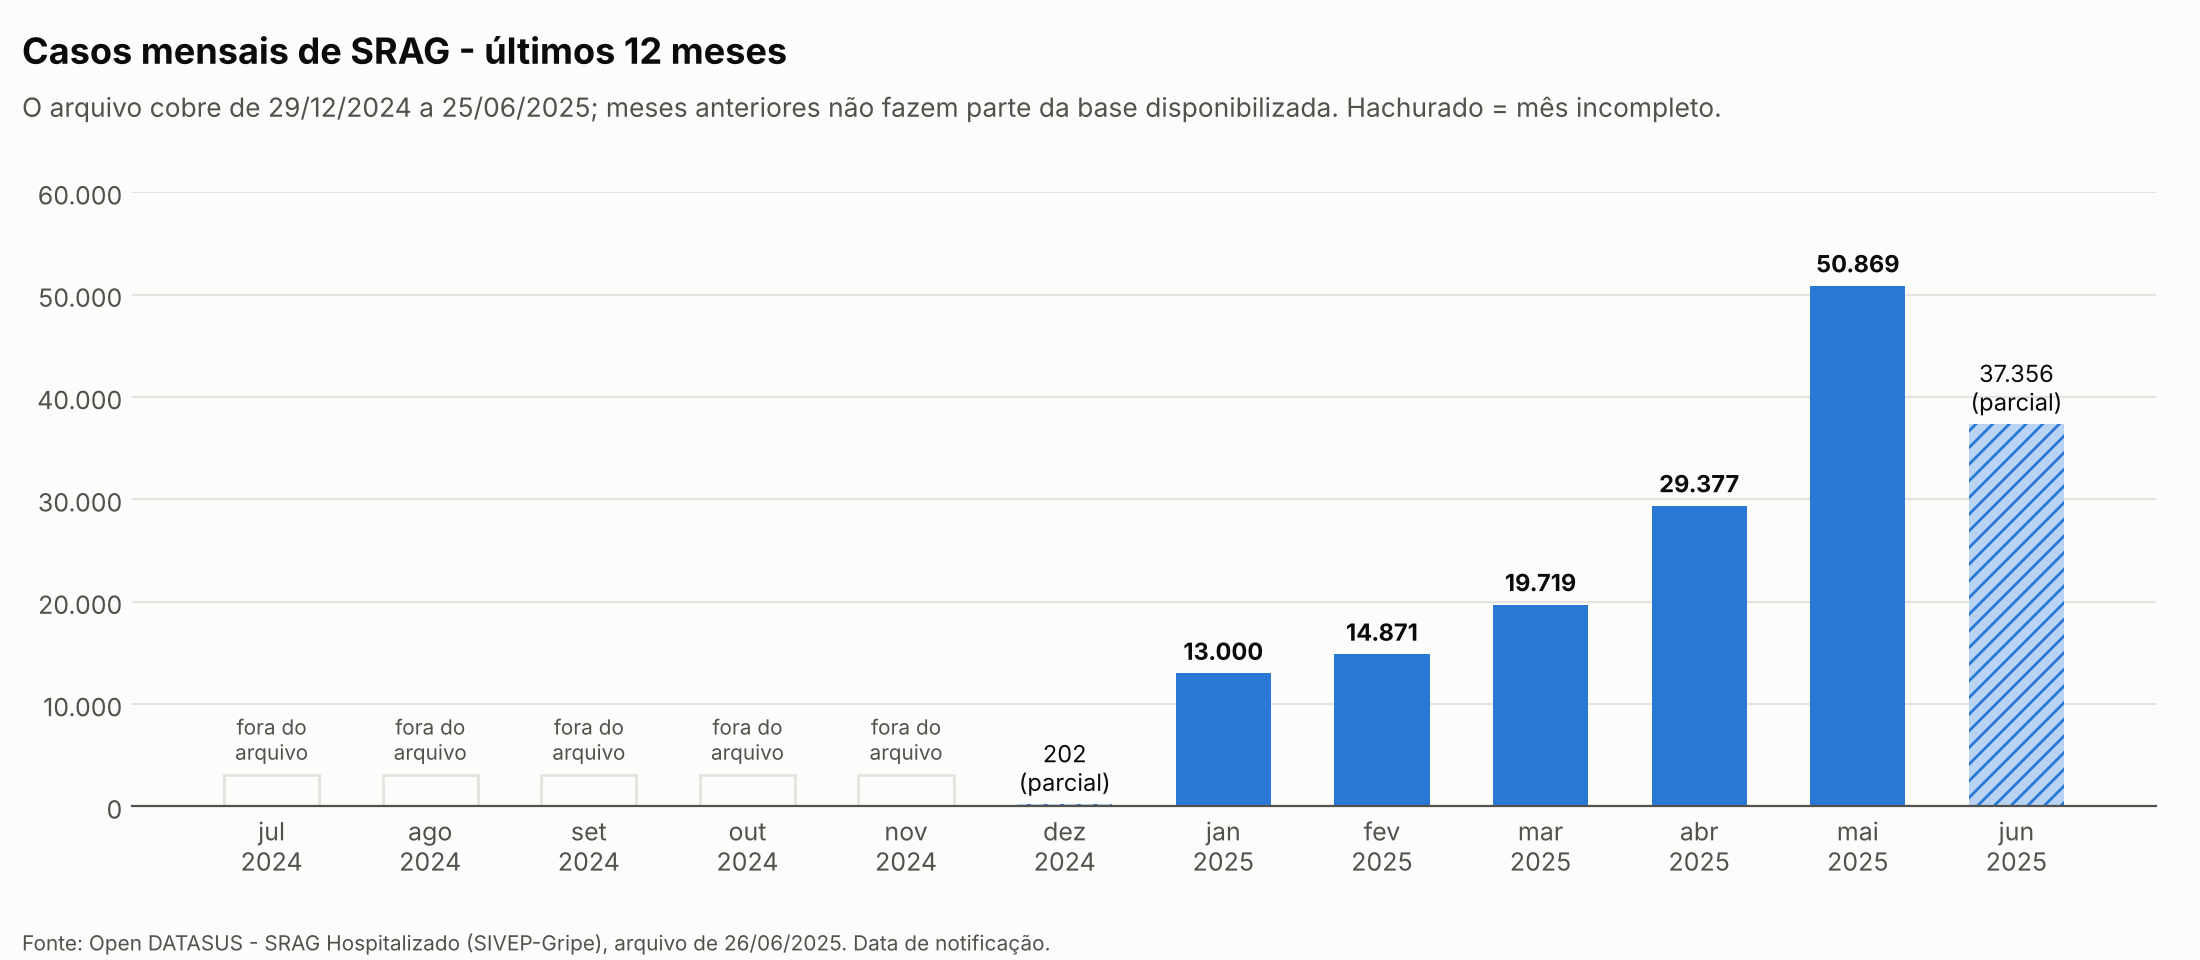 Casos mensais de SRAG - últimos 12 meses
O arquivo cobre de 29/12/2024 a 25/06/2025; meses anteriores não fazem parte da base disponibilizada. Hachurado = mês incompleto.
60.000
50.000
40.000
30.000
20.000
10.000
0
fora do
arquivo
fora do
arquivo
fora do
arquivo
fora do
arquivo
fora do
arquivo
202
(parcial)
13.000
14.871
19.719
29.377
50.869
37.356
(parcial)
jul
2024
ago
2024
set
2024
out
2024
nov
2024
dez
2024
jan
2025
fev
2025
mar
2025
abr
2025
mai
2025
jun
2025
Fonte: Open DATASUS - SRAG Hospitalizado (SIVEP-Gripe), arquivo de 26/06/2025. Data de notificação.